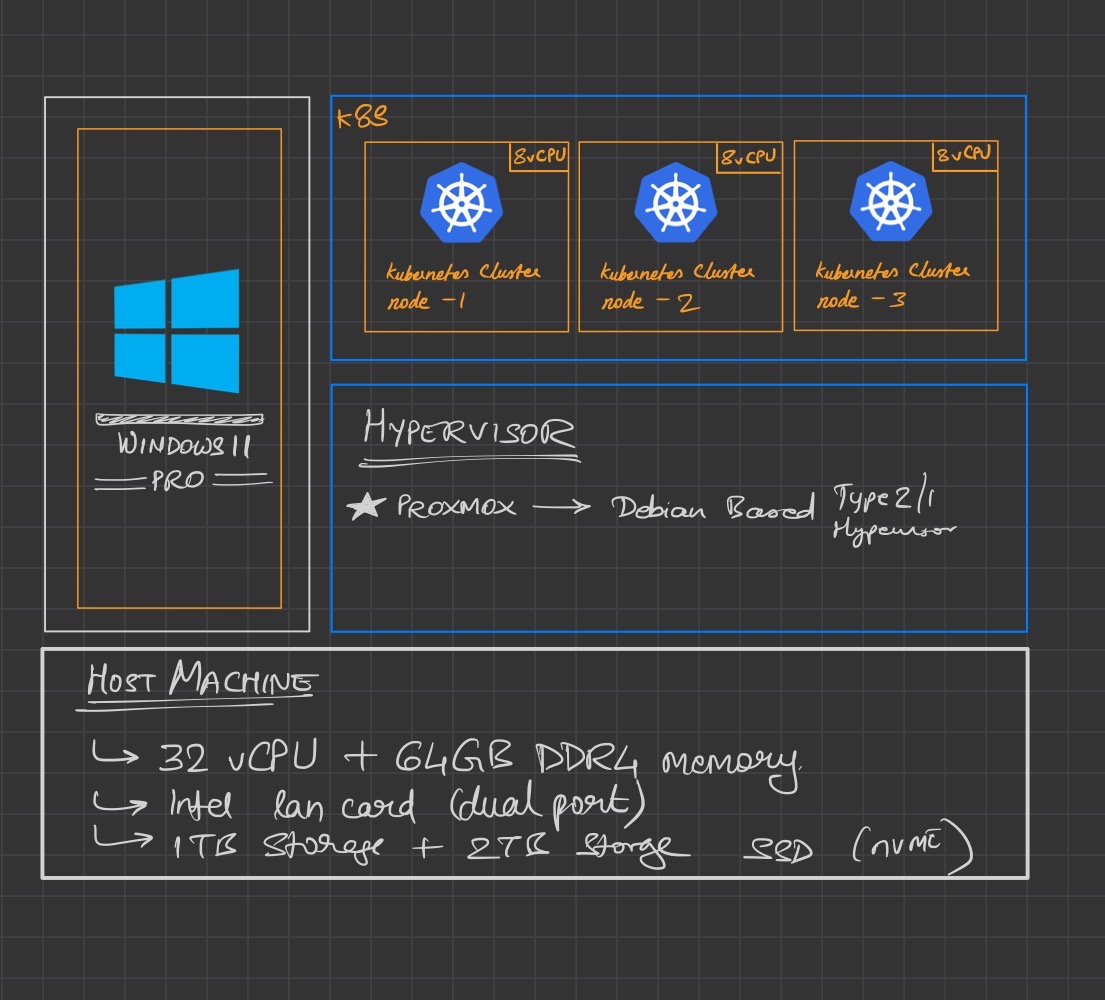 K8S
8vCPU
kubernetes Cluster
node -1
8vCPU
kubernetes Cluster
node - 2
8vCPU
kubernetes Cluster
node - 3
WINDOWS 11
PRO
HYPERVISOR
★ PROXMOX → Debian Based Type 2/1
Hypervisor
HOST MACHINE
↳ 32 vCPU + 64GB DDR4 memory.
↳ Intel lan card (dual port)
↳ 1TB Storage + 2TB Storge SSD (nVME)